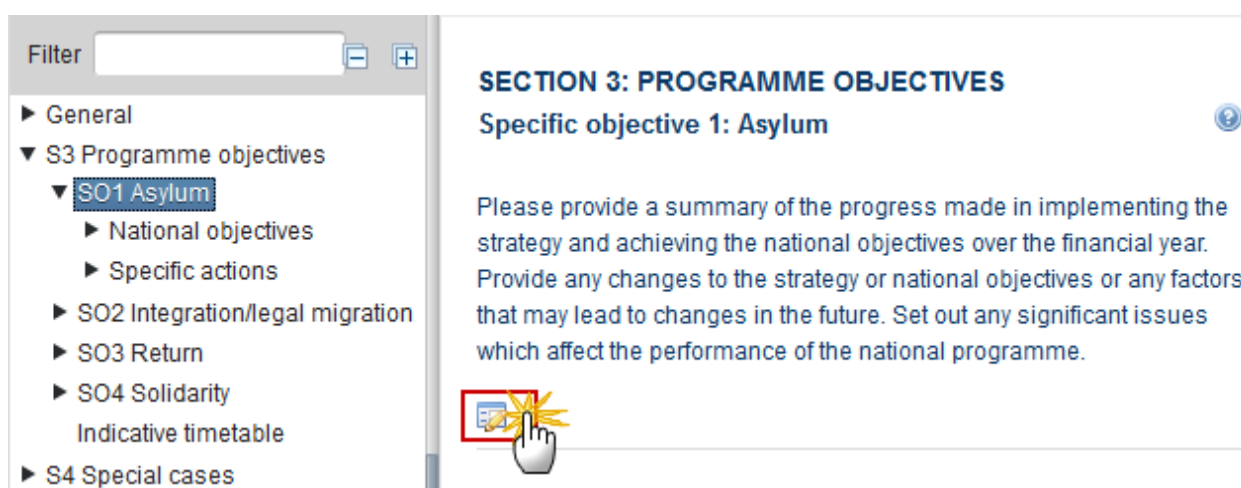 Filter
General
S3 Programme objectives
SO1 Asylum
National objectives
Specific actions
SO2 Integration/legal migration
SO3 Return
SO4 Solidarity
Indicative timetable
S4 Special cases
SECTION 3: PROGRAMME OBJECTIVES
Specific objective 1: Asylum
Please provide a summary of the progress made in implementing the
strategy and achieving the national objectives over the financial year.
Provide any changes to the strategy or national objectives or any factors
that may lead to changes in the future. Set out any significant issues
which affect the performance of the national programme.